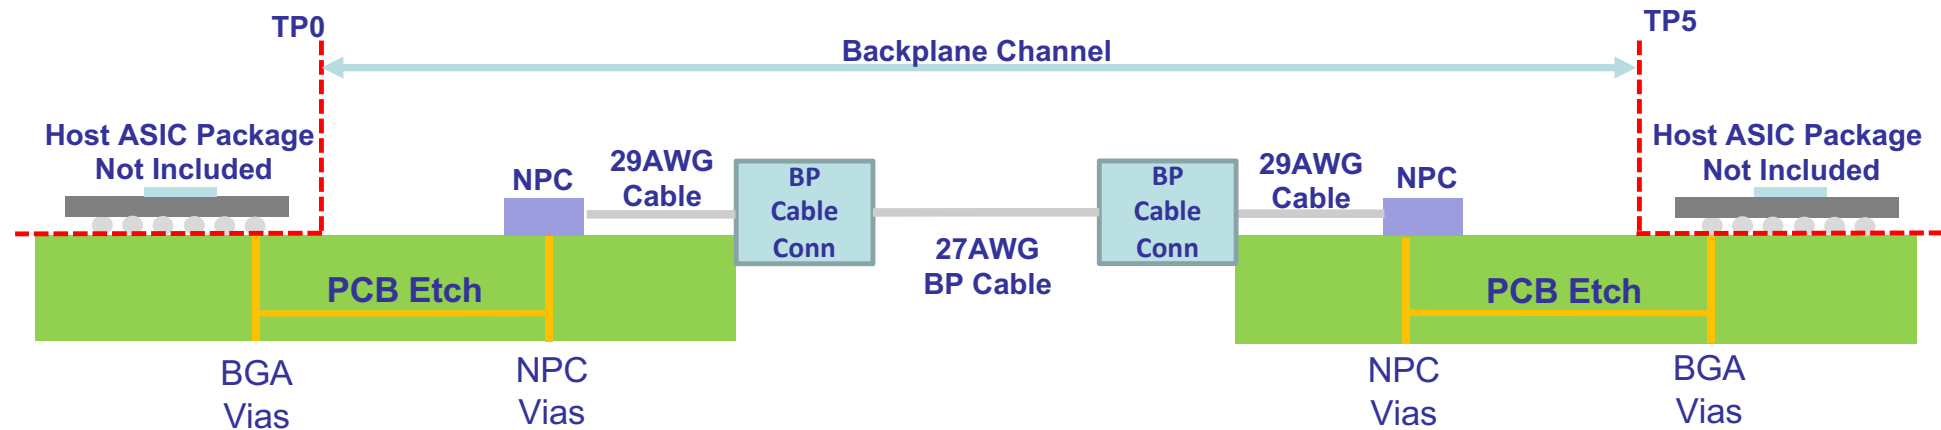 TP0
TP5
Backplane Channel
Host ASIC Package
Not Included
NPC
29AWG
Cable
BP
Cable
Conn
27AWG
BP Cable
BP
Cable
Conn
29AWG
Cable
NPC
Host ASIC Package
Not Included
PCB Etch
PCB Etch
BGA
Vias
NPC
Vias
NPC
Vias
BGA
Vias